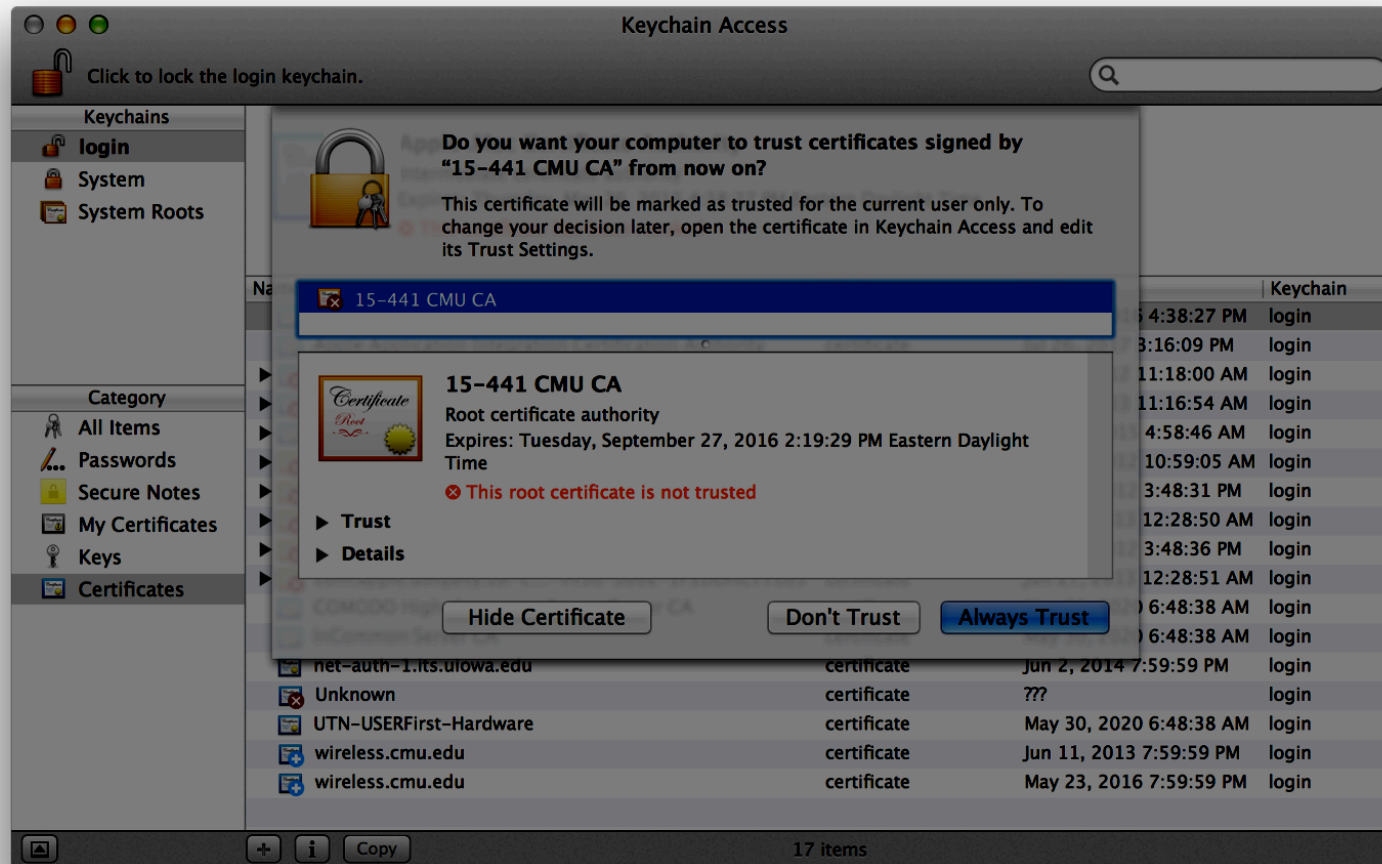 Keychain Access
Click to lock the login keychain.
Keychains
login
System
System Roots
Category
All Items
Passwords
Secure Notes
My Certificates
Keys
Certificates
Do you want your computer to trust certificates signed by
“15-441 CMU CA” from now on?
This certificate will be marked as trusted for the current user only. To
change your decision later, open the certificate in Keychain Access and edit
its Trust Settings.
15-441 CMU CA
Certificate
Root
15-441 CMU CA
Root certificate authority
Expires: Tuesday, September 27, 2016 2:19:29 PM Eastern Daylight
Time
This root certificate is not trusted
Trust
Details
Hide Certificate
Don't Trust
Always Trust
Keychain
4:38:27 PM login
3:16:09 PM login
11:18:00 AM login
11:16:54 AM login
4:58:46 AM login
10:59:05 AM login
3:48:31 PM login
12:28:50 AM login
3:48:36 PM login
12:28:51 AM login
6:48:38 AM login
6:48:38 AM login
net-auth-1.its.uiowa.edu certificate Jun 2, 2014 7:59:59 PM login
Unknown certificate ??? login
UTN-USERFirst-Hardware certificate May 30, 2020 6:48:38 AM login
wireless.cmu.edu certificate Jun 11, 2013 7:59:59 PM login
wireless.cmu.edu certificate May 23, 2016 7:59:59 PM login
Copy
17 items